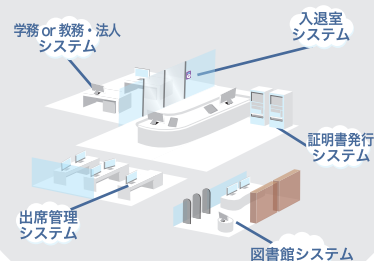 学務 or 教務・法人
システム
入退室
システム
証明書発行
システム
出席管理
システム
図書館システム